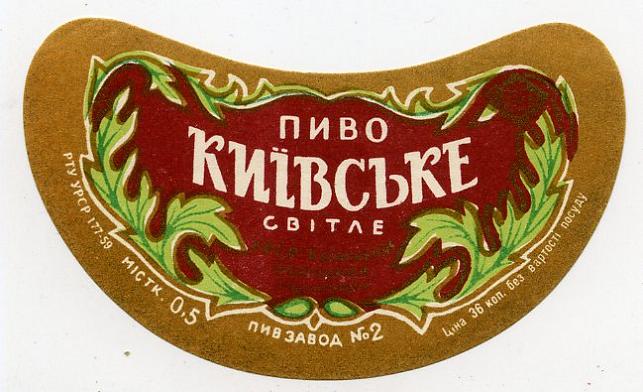 ПИВО
КИЇВСЬКЕ
СВІТЛЕ
РТУ УРСР 177-59
МІСТК. 0,5
ПИВЗАВОД №2
Ціна 36 коп. без вартості посуду